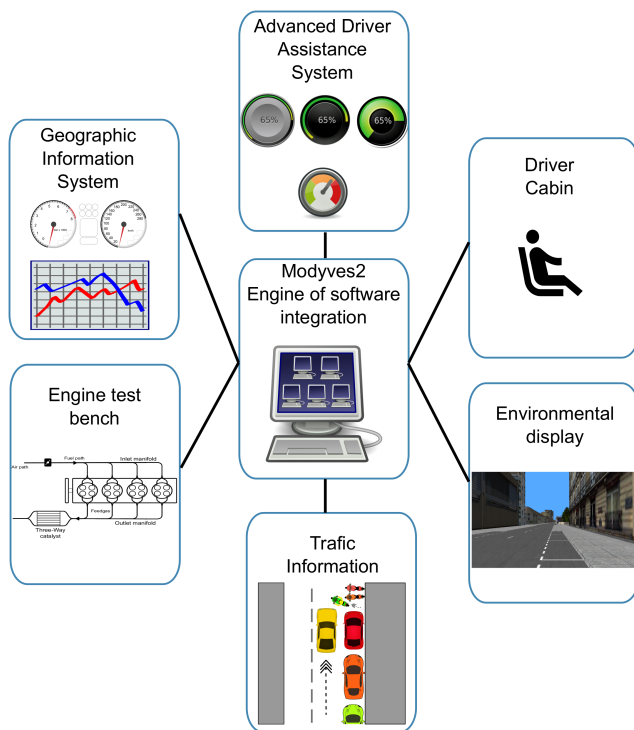 Advanced Driver
Assistance
System
65%
65%
65%
Geographic
Information
System
Driver
Cabin
Modyves2
Engine of software
integration
Engine test
bench
Fuel path
Inlet manifold
Air path
Feedges
Outlet manifold
Three-Way
catalyst
Environmental
display
Trafic
Information